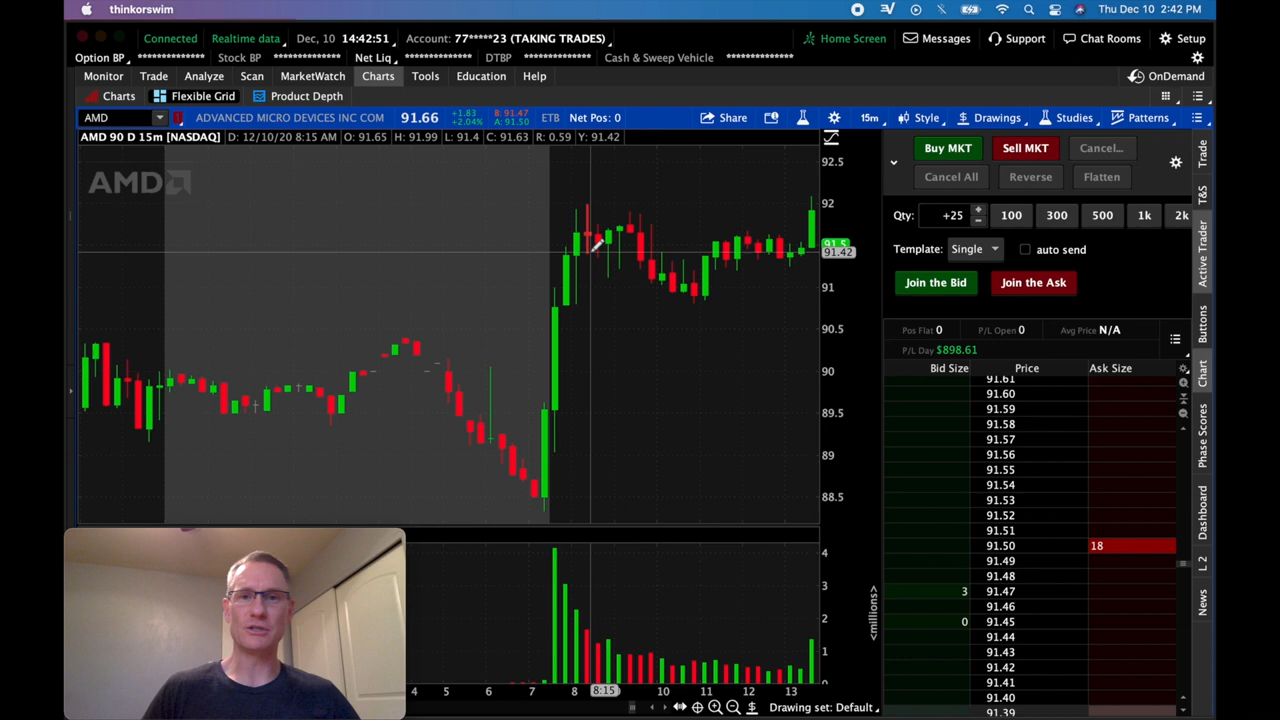 thinkorswim Thu Dec 10 2:42 PM
Connected Realtime data Dec, 10 14:42:51 Account: 77*****23 (TAKING TRADES) Home Screen Messages Support Chat Rooms Setup
Option BP ************** Stock BP ************** Net Liq ************** DTBP ************** Cash & Sweep Vehicle **************
Monitor Trade Analyze Scan MarketWatch Charts Tools Education Help OnDemand
Charts Flexible Grid Product Depth
AMD ADVANCED MICRO DEVICES INC COM 91.66 +1.83 +2.04% B: 91.47 A: 91.50 ETB Net Pos: 0 Share 15m Style Drawings Studies Patterns
AMD 90 D 15m [NASDAQ] D: 12/10/20 8:15 AM O: 91.65 H: 91.99 L: 91.4 C: 91.63 R: 0.59 Y: 91.42
AMD
92.5
92
91.5
91.42
91
90.5
90
89.5
89
88.5
4
3
2
1
0
<millions>
4 5 6 7 8 8:15 10 11 12 13
Drawing set: Default
Buy MKT Sell MKT Cancel...
Cancel All Reverse Flatten
Qty: +25 100 300 500 1k 2k
Template: Single auto send
Join the Bid Join the Ask
Pos Flat 0 P/L Open 0 Avg Price N/A
P/L Day $898.61
Bid Size Price Ask Size
91.61
91.60
91.59
91.58
91.57
91.56
91.55
91.54
91.53
91.52
91.51
91.50 18
91.49
91.48
3 91.47
91.46
0 91.45
91.44
91.43
91.42
91.41
91.40
91.39
Trade
T&S
Active Trader
Buttons
Chart
Phase Scores
Dashboard
L 2
News